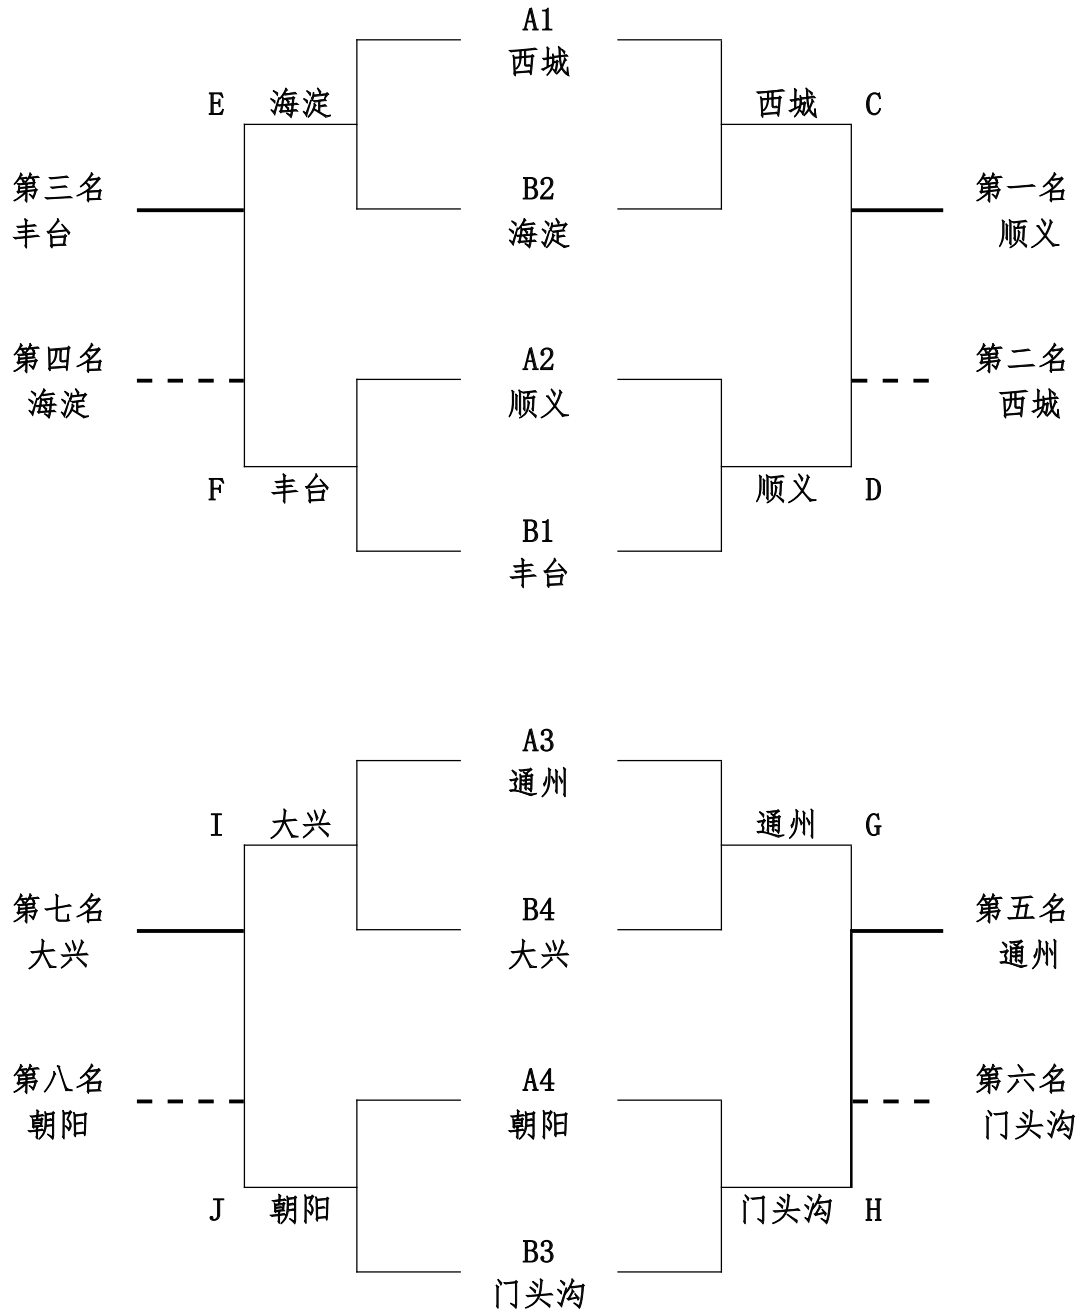 A1
西城
E 海淀
西城 C
第三名
丰台
B2
海淀
第一名
顺义
第四名
海淀
A2
顺义
第二名
西城
F 丰台
顺义 D
B1
丰台
A3
通州
I 大兴
通州 G
第七名
大兴
B4
大兴
第五名
通州
第八名
朝阳
A4
朝阳
第六名
门头沟
J 朝阳
门头沟 H
B3
门头沟